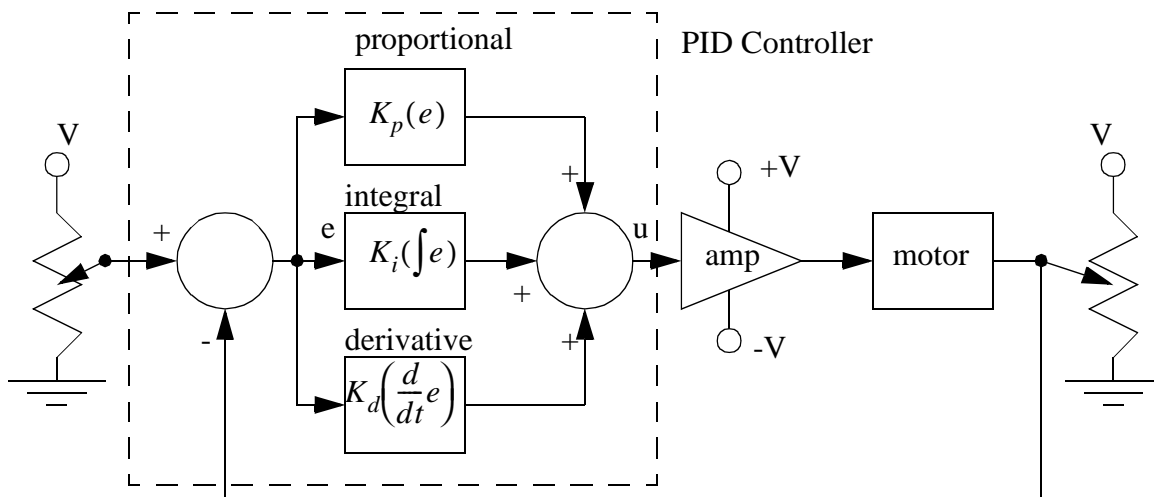 proportional
PID Controller
V
K_p(e)
V
+
+V
integral
+
e
K_i(∫e)
u
amp
motor
+
-
derivative
+
-V
K_d(d/dt e)